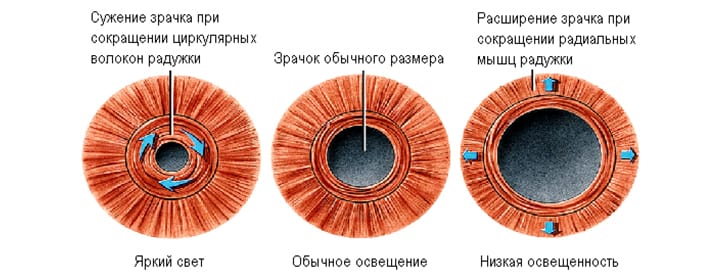 Сужение зрачка при
сокращении циркулярных
волокон радужки
Зрачок обычного размера
Расширение зрачка при
сокращении радиальных
мышц радужки
Яркий свет
Обычное освещение
Низкая освещенность